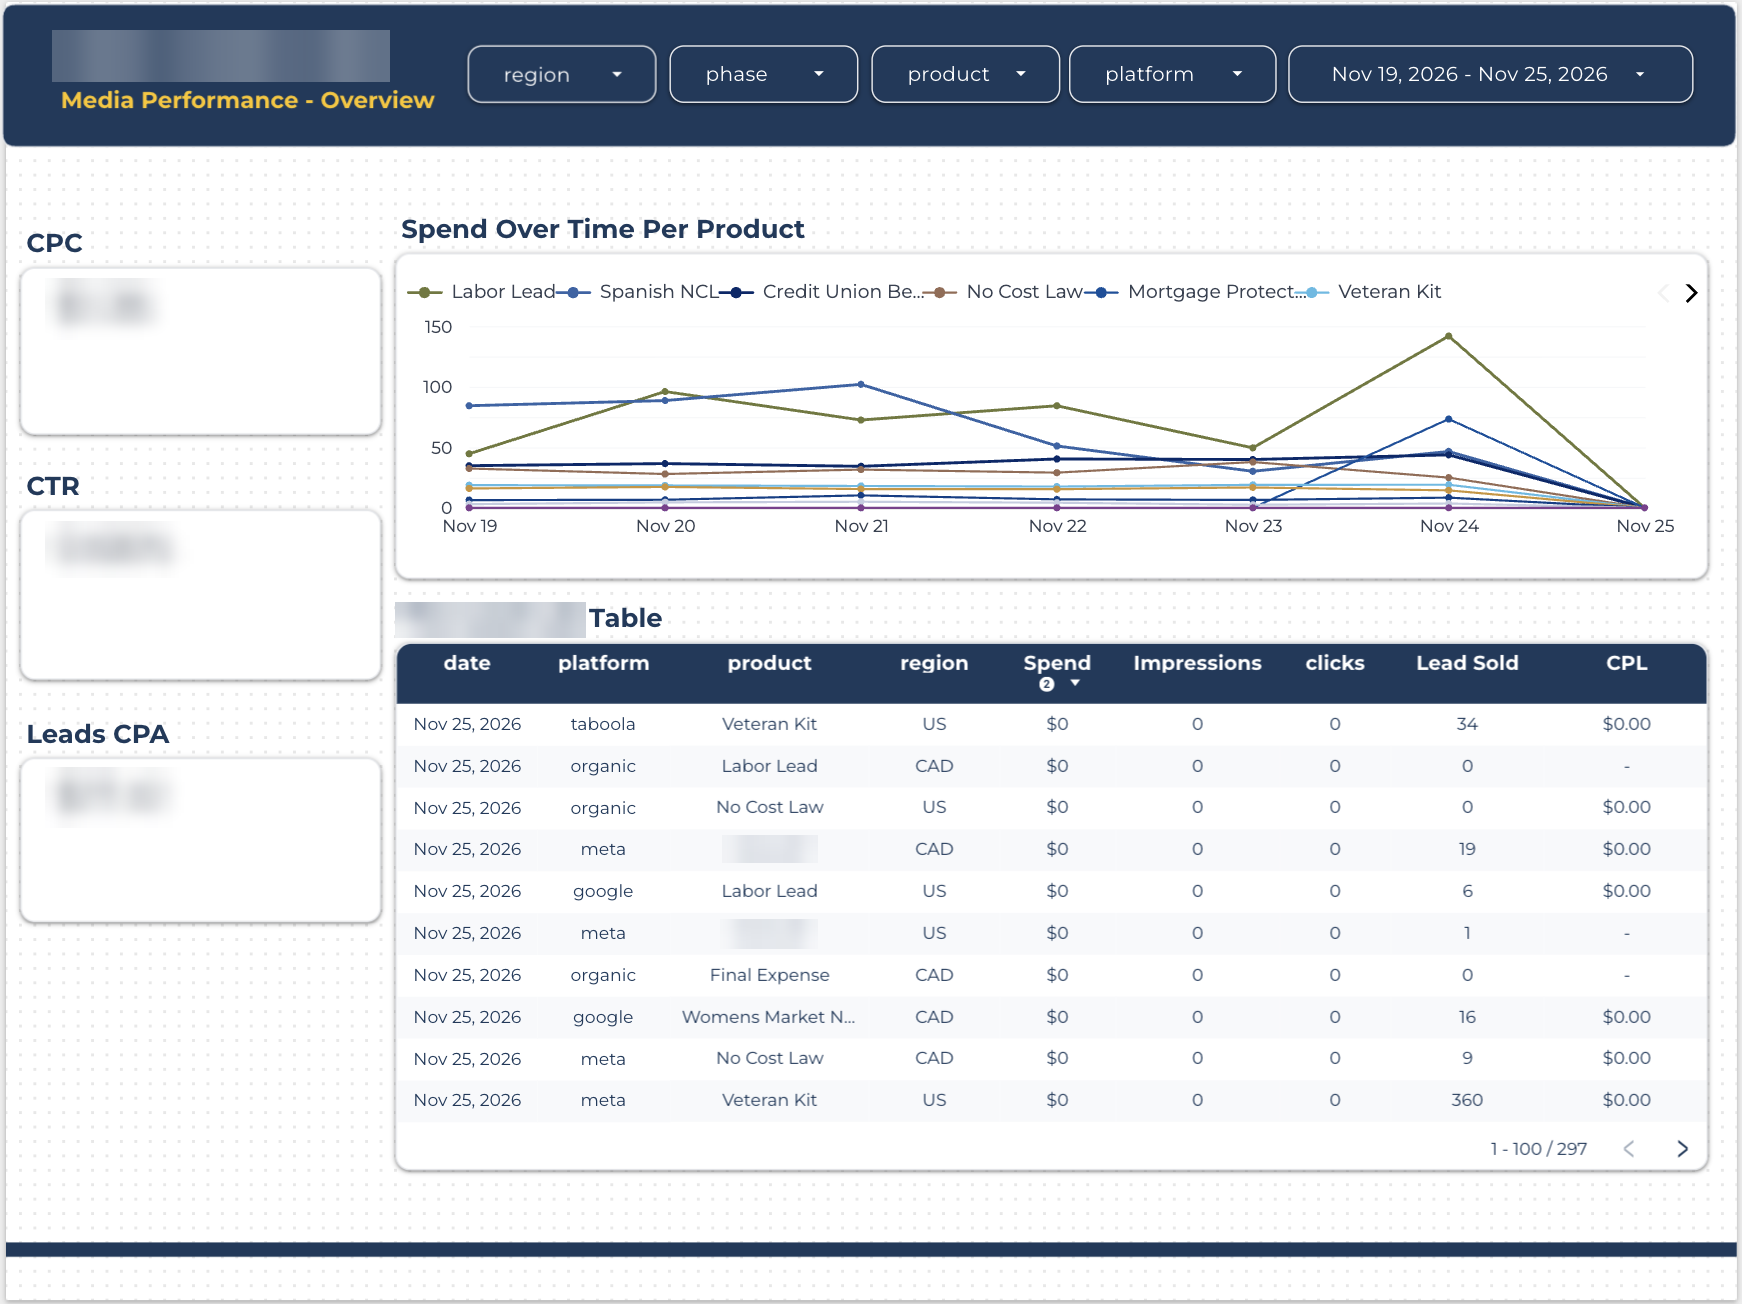 Media Performance - Overview
region
phase
product
platform
Nov 19, 2026 - Nov 25, 2026
CPC
CTR
Leads CPA
Spend Over Time Per Product
Labor Lead Spanish NCL Credit Union Be... No Cost Law Mortgage Protect... Veteran Kit
150
100
50
0
Nov 19 Nov 20 Nov 21 Nov 22 Nov 23 Nov 24 Nov 25
Table
date platform product region Spend Impressions clicks Lead Sold CPL
2
Nov 25, 2026 taboola Veteran Kit US $0 0 0 34 $0.00
Nov 25, 2026 organic Labor Lead CAD $0 0 0 0 -
Nov 25, 2026 organic No Cost Law US $0 0 0 0 $0.00
Nov 25, 2026 meta CAD $0 0 0 19 $0.00
Nov 25, 2026 google Labor Lead US $0 0 0 6 $0.00
Nov 25, 2026 meta US $0 0 0 1 -
Nov 25, 2026 organic Final Expense CAD $0 0 0 0 -
Nov 25, 2026 google Womens Market N... CAD $0 0 0 16 $0.00
Nov 25, 2026 meta No Cost Law CAD $0 0 0 9 $0.00
Nov 25, 2026 meta Veteran Kit US $0 0 0 360 $0.00
1 - 100 / 297